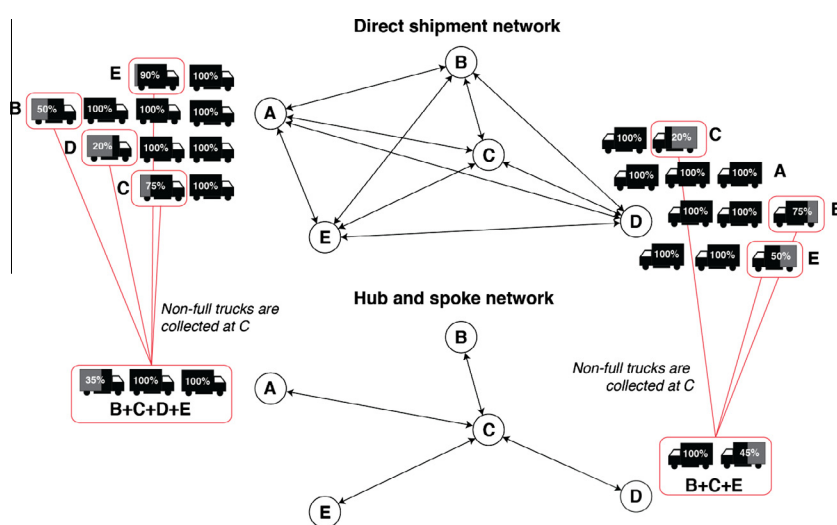 Direct shipment network
E 90% 100%
B 50% 100% 100% 100%
D 20% 100% 100%
C 75% 100%
A
B
C
D
E
100% 20% C
100% 100% 100% A
100% 100% 75%
100% 100% 50% E
Non-full trucks are
collected at C
35% 100% 100%
B+C+D+E
Hub and spoke network
B
A
C
D
E
Non-full trucks are
collected at C
100% 45%
B+C+E